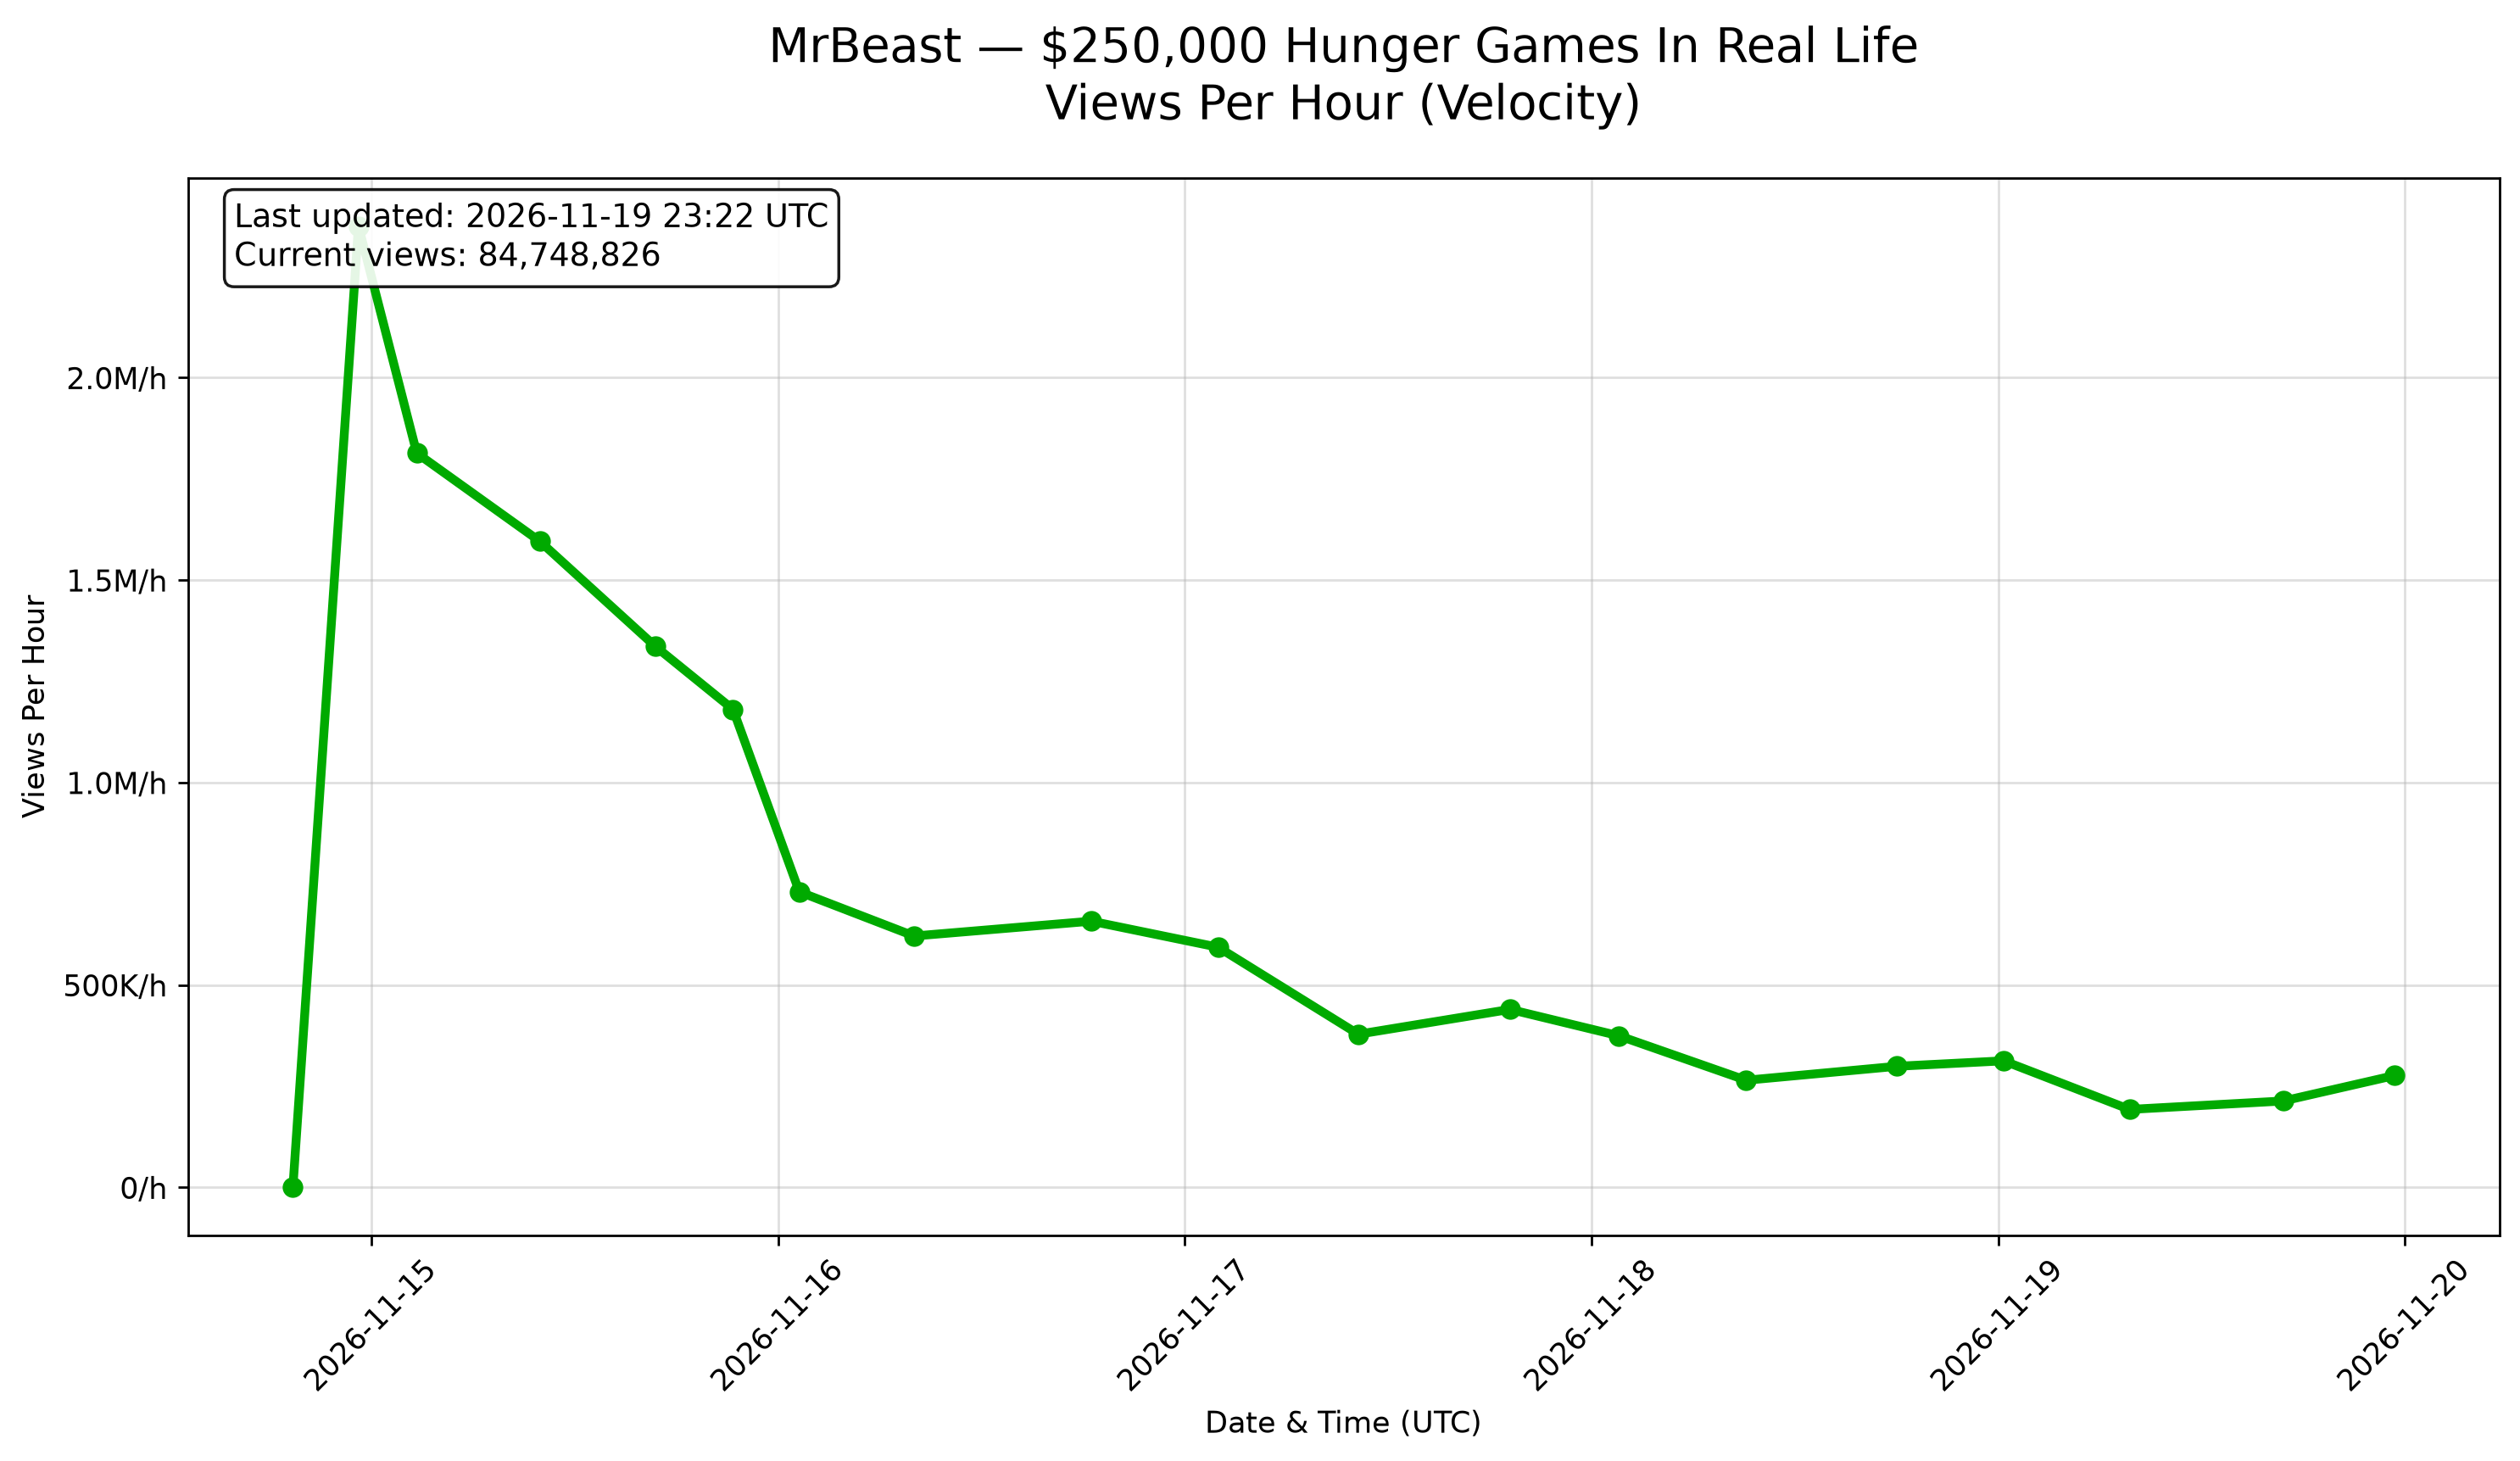 MrBeast — $250,000 Hunger Games In Real Life
Views Per Hour (Velocity)
Last updated: 2026-11-19 23:22 UTC
Current views: 84,748,826
2.0M/h
1.5M/h
1.0M/h
500K/h
0/h
Views Per Hour
2026-11-15
2026-11-16
2026-11-17
2026-11-18
2026-11-19
2026-11-20
Date & Time (UTC)